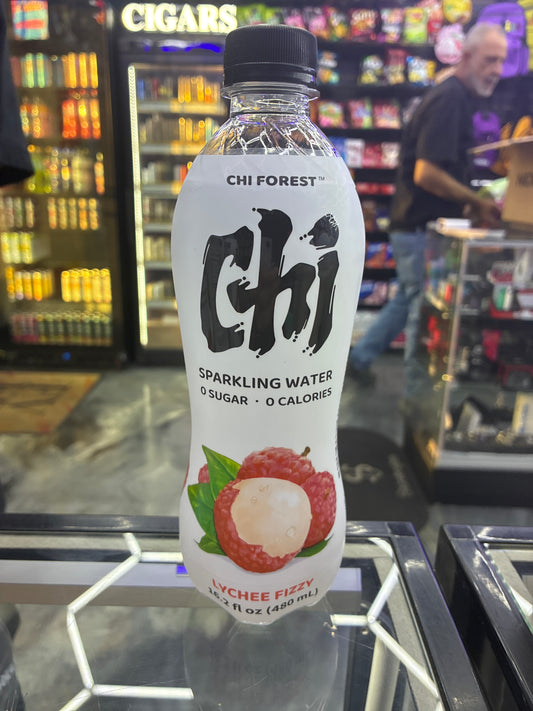 CIGARS
CHI FOREST™
Chi
SPARKLING WATER
0 SUGAR · 0 CALORIES
LYCHEE FIZZY
16.2 fl oz (480 mL)